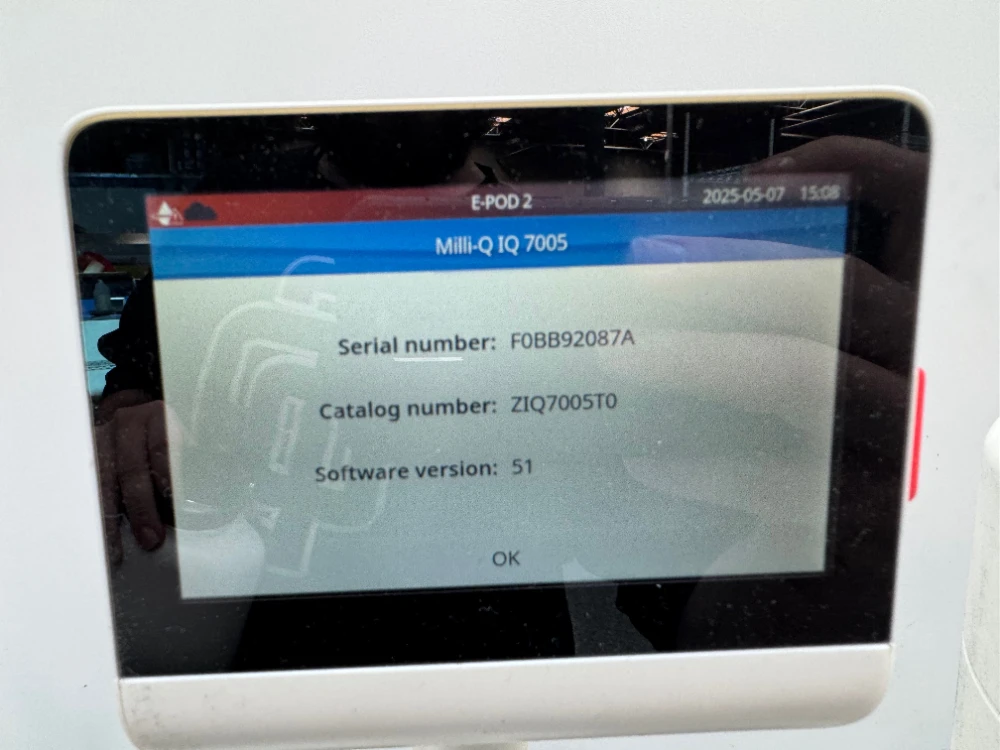 E-POD 2 2025-05-07 15:08
Milli-Q IQ 7005
Serial number: F0BB92087A
Catalog number: ZIQ7005T0
Software version: 51
OK